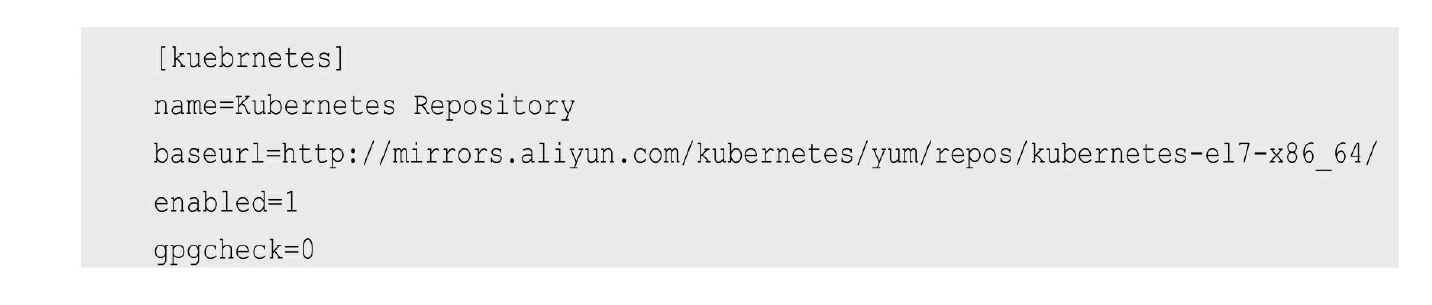 [kuebrnetes]
name=Kubernetes Repository
baseurl=http://mirrors.aliyun.com/kubernetes/yum/repos/kubernetes-el7-x86_64/
enabled=1
gpgcheck=0